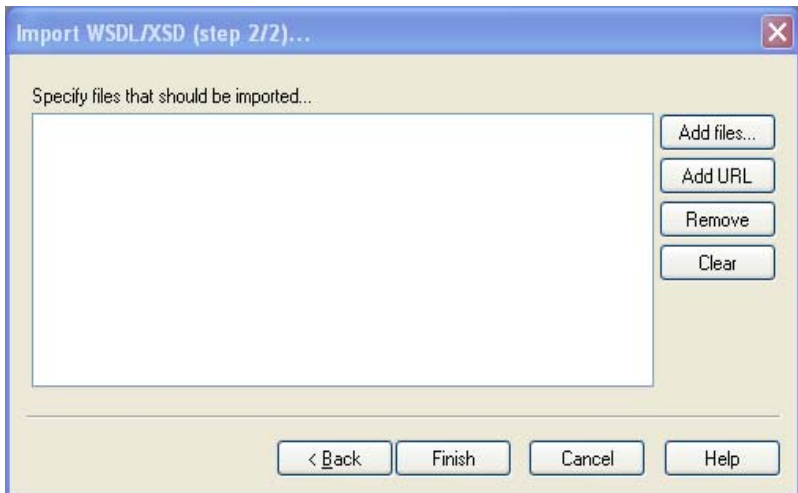 Import WSDL/XSD (step 2/2)...
Specify files that should be imported...
Add files...
Add URL
Remove
Clear
< Back
Finish
Cancel
Help